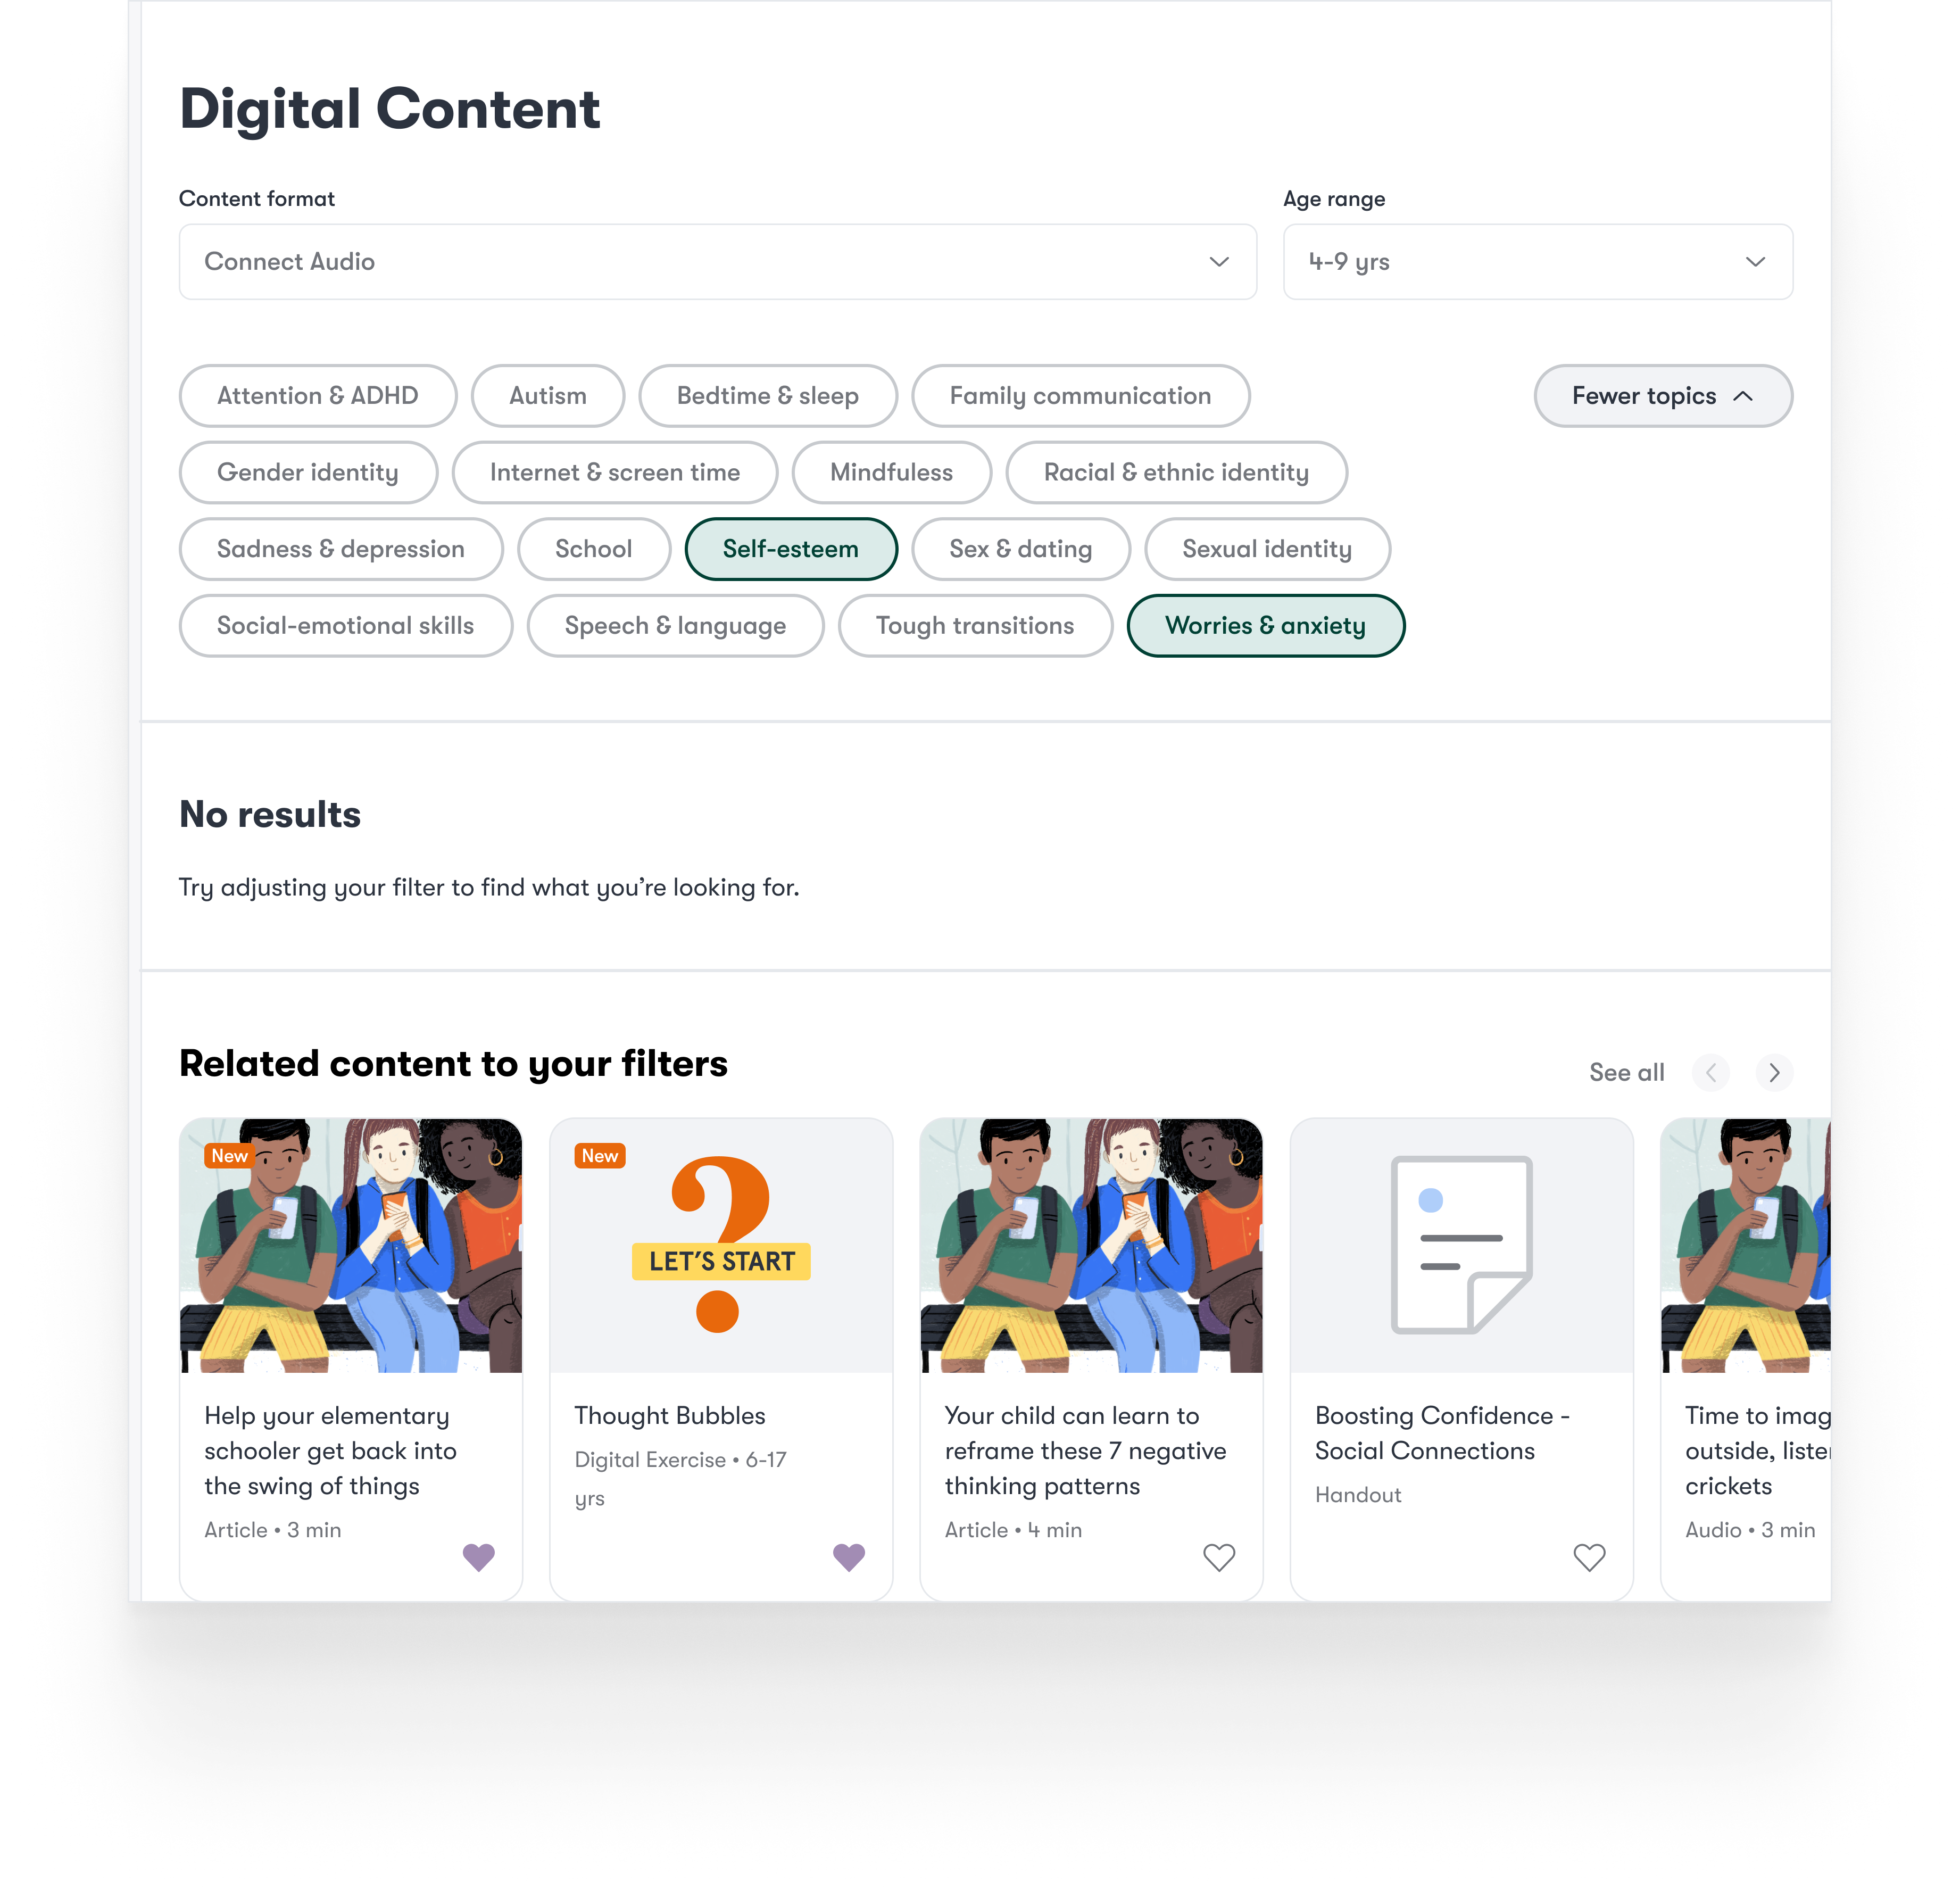 Digital Content
Content format
Age range
Connect Audio
4-9 yrs
Attention & ADHD
Autism
Bedtime & sleep
Family communication
Fewer topics
Gender identity
Internet & screen time
Mindfuless
Racial & ethnic identity
Sadness & depression
School
Self-esteem
Sex & dating
Sexual identity
Social-emotional skills
Speech & language
Tough transitions
Worries & anxiety
No results
Try adjusting your filter to find what you’re looking for.
Related content to your filters
See all
New
Help your elementary
schooler get back into
the swing of things
Article • 3 min
New
LET’S START
Thought Bubbles
Digital Exercise • 6-17
yrs
Your child can learn to
reframe these 7 negative
thinking patterns
Article • 4 min
Boosting Confidence -
Social Connections
Handout
Time to imag
outside, lister
crickets
Audio • 3 min